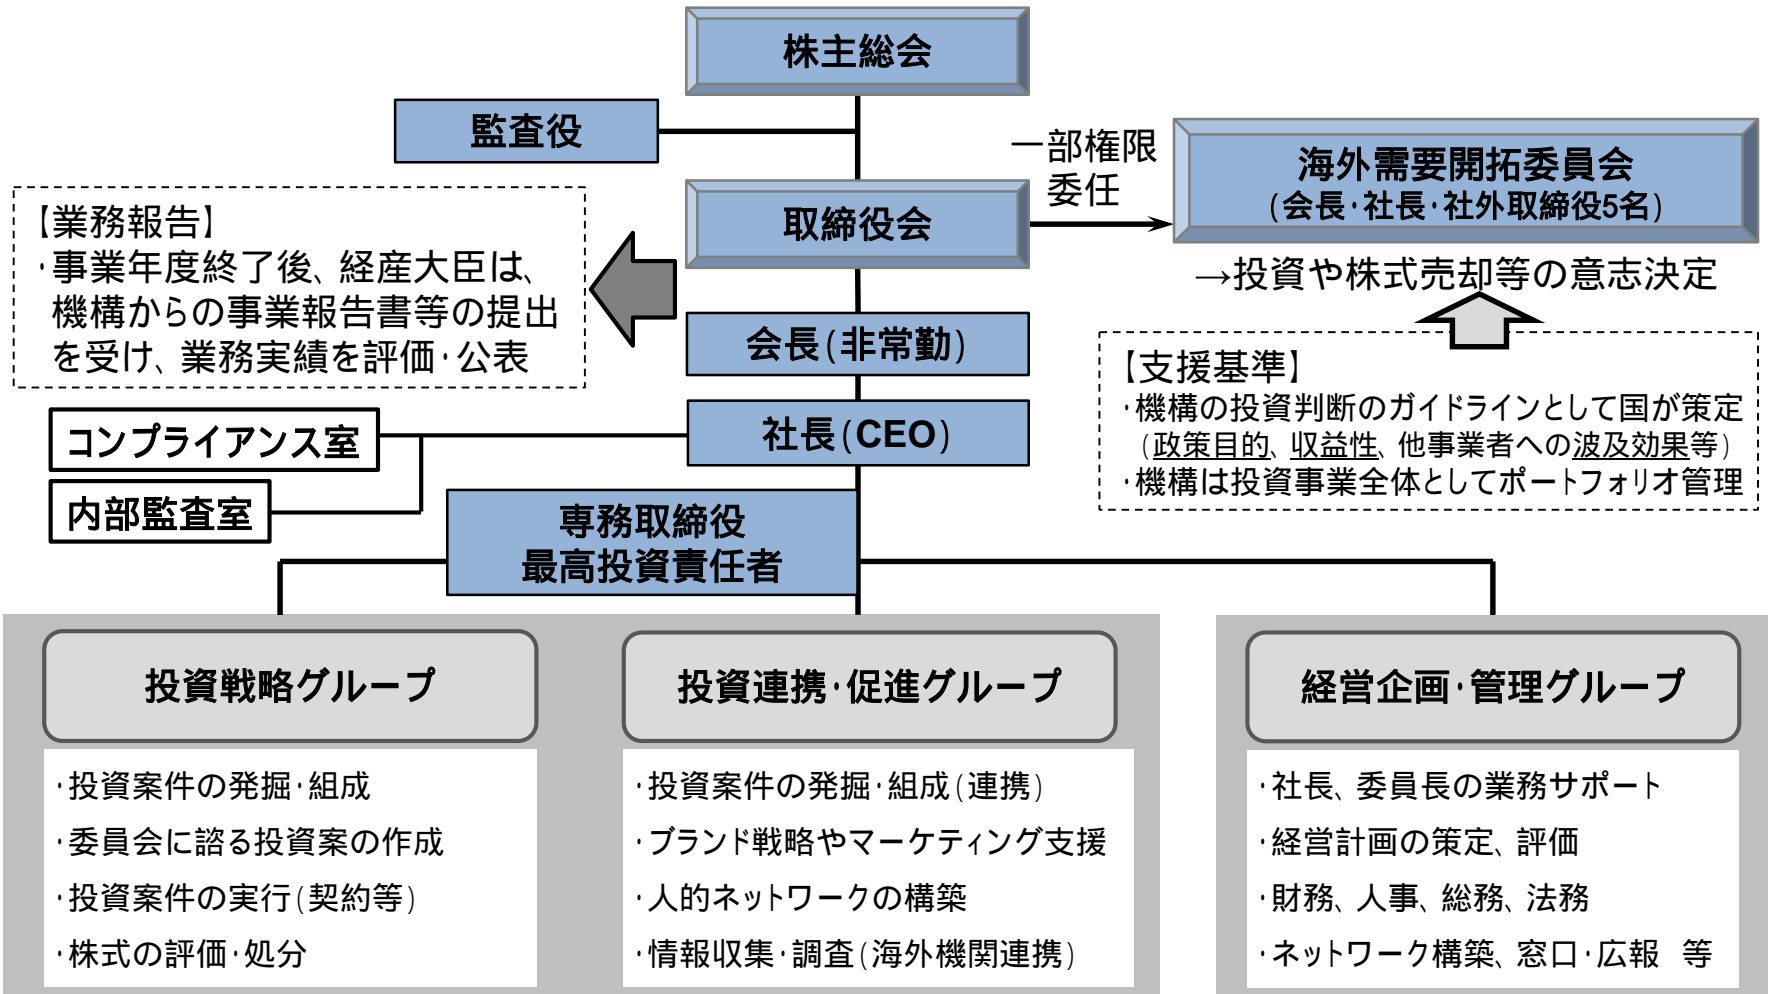 株主総会
監査役
一部権限
委任
海外需要開拓委員会
(会長・社長・社外取締役5名)
取締役会
→投資や株式売却等の意志決定
【業務報告】
・事業年度終了後、経産大臣は、
機構からの事業報告書等の提出
を受け、業務実績を評価・公表
会長(非常勤)
【支援基準】
・機構の投資判断のガイドラインとして国が策定
(政策目的、収益性、他事業者への波及効果等)
・機構は投資事業全体としてポートフォリオ管理
社長(CEO)
コンプライアンス室
内部監査室
専務取締役
最高投資責任者
投資戦略グループ
・投資案件の発掘・組成
・委員会に諮る投資案の作成
・投資案件の実行(契約等)
・株式の評価・処分
投資連携・促進グループ
・投資案件の発掘・組成(連携)
・ブランド戦略やマーケティング支援
・人的ネットワークの構築
・情報収集・調査(海外機関連携)
経営企画・管理グループ
・社長、委員長の業務サポート
・経営計画の策定、評価
・財務、人事、総務、法務
・ネットワーク構築、窓口・広報 等